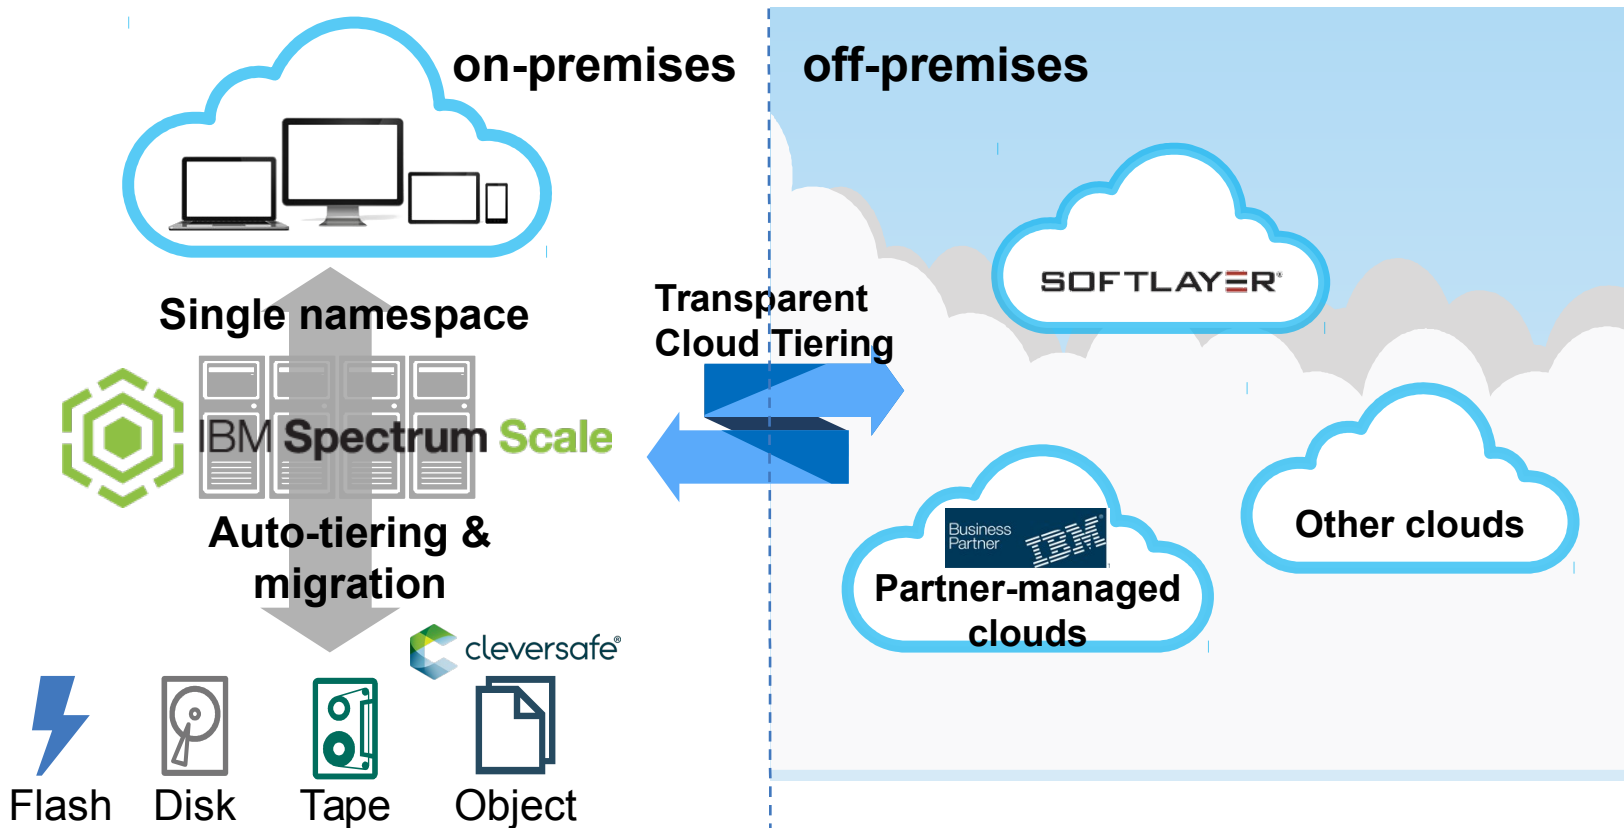 on-premises
off-premises
Single namespace
Transparent
Cloud Tiering
SOFTLAYER®
IBM Spectrum Scale
Auto-tiering &
migration
Business
Partner
IBM®
Partner-managed
clouds
Other clouds
cleversafe®
Flash
Disk
Tape
Object